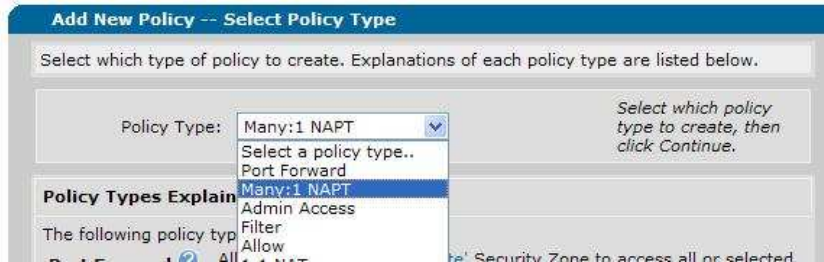 Add New Policy -- Select Policy Type
Select which type of policy to create. Explanations of each policy type are listed below.
Policy Type:
Many:1 NAPT
Select which policy
type to create, then
click Continue.
Select a policy type..
Port Forward
Many:1 NAPT
Admin Access
Filter
Allow
Policy Types Explain
The following policy typ
Security Zone to access all or selected